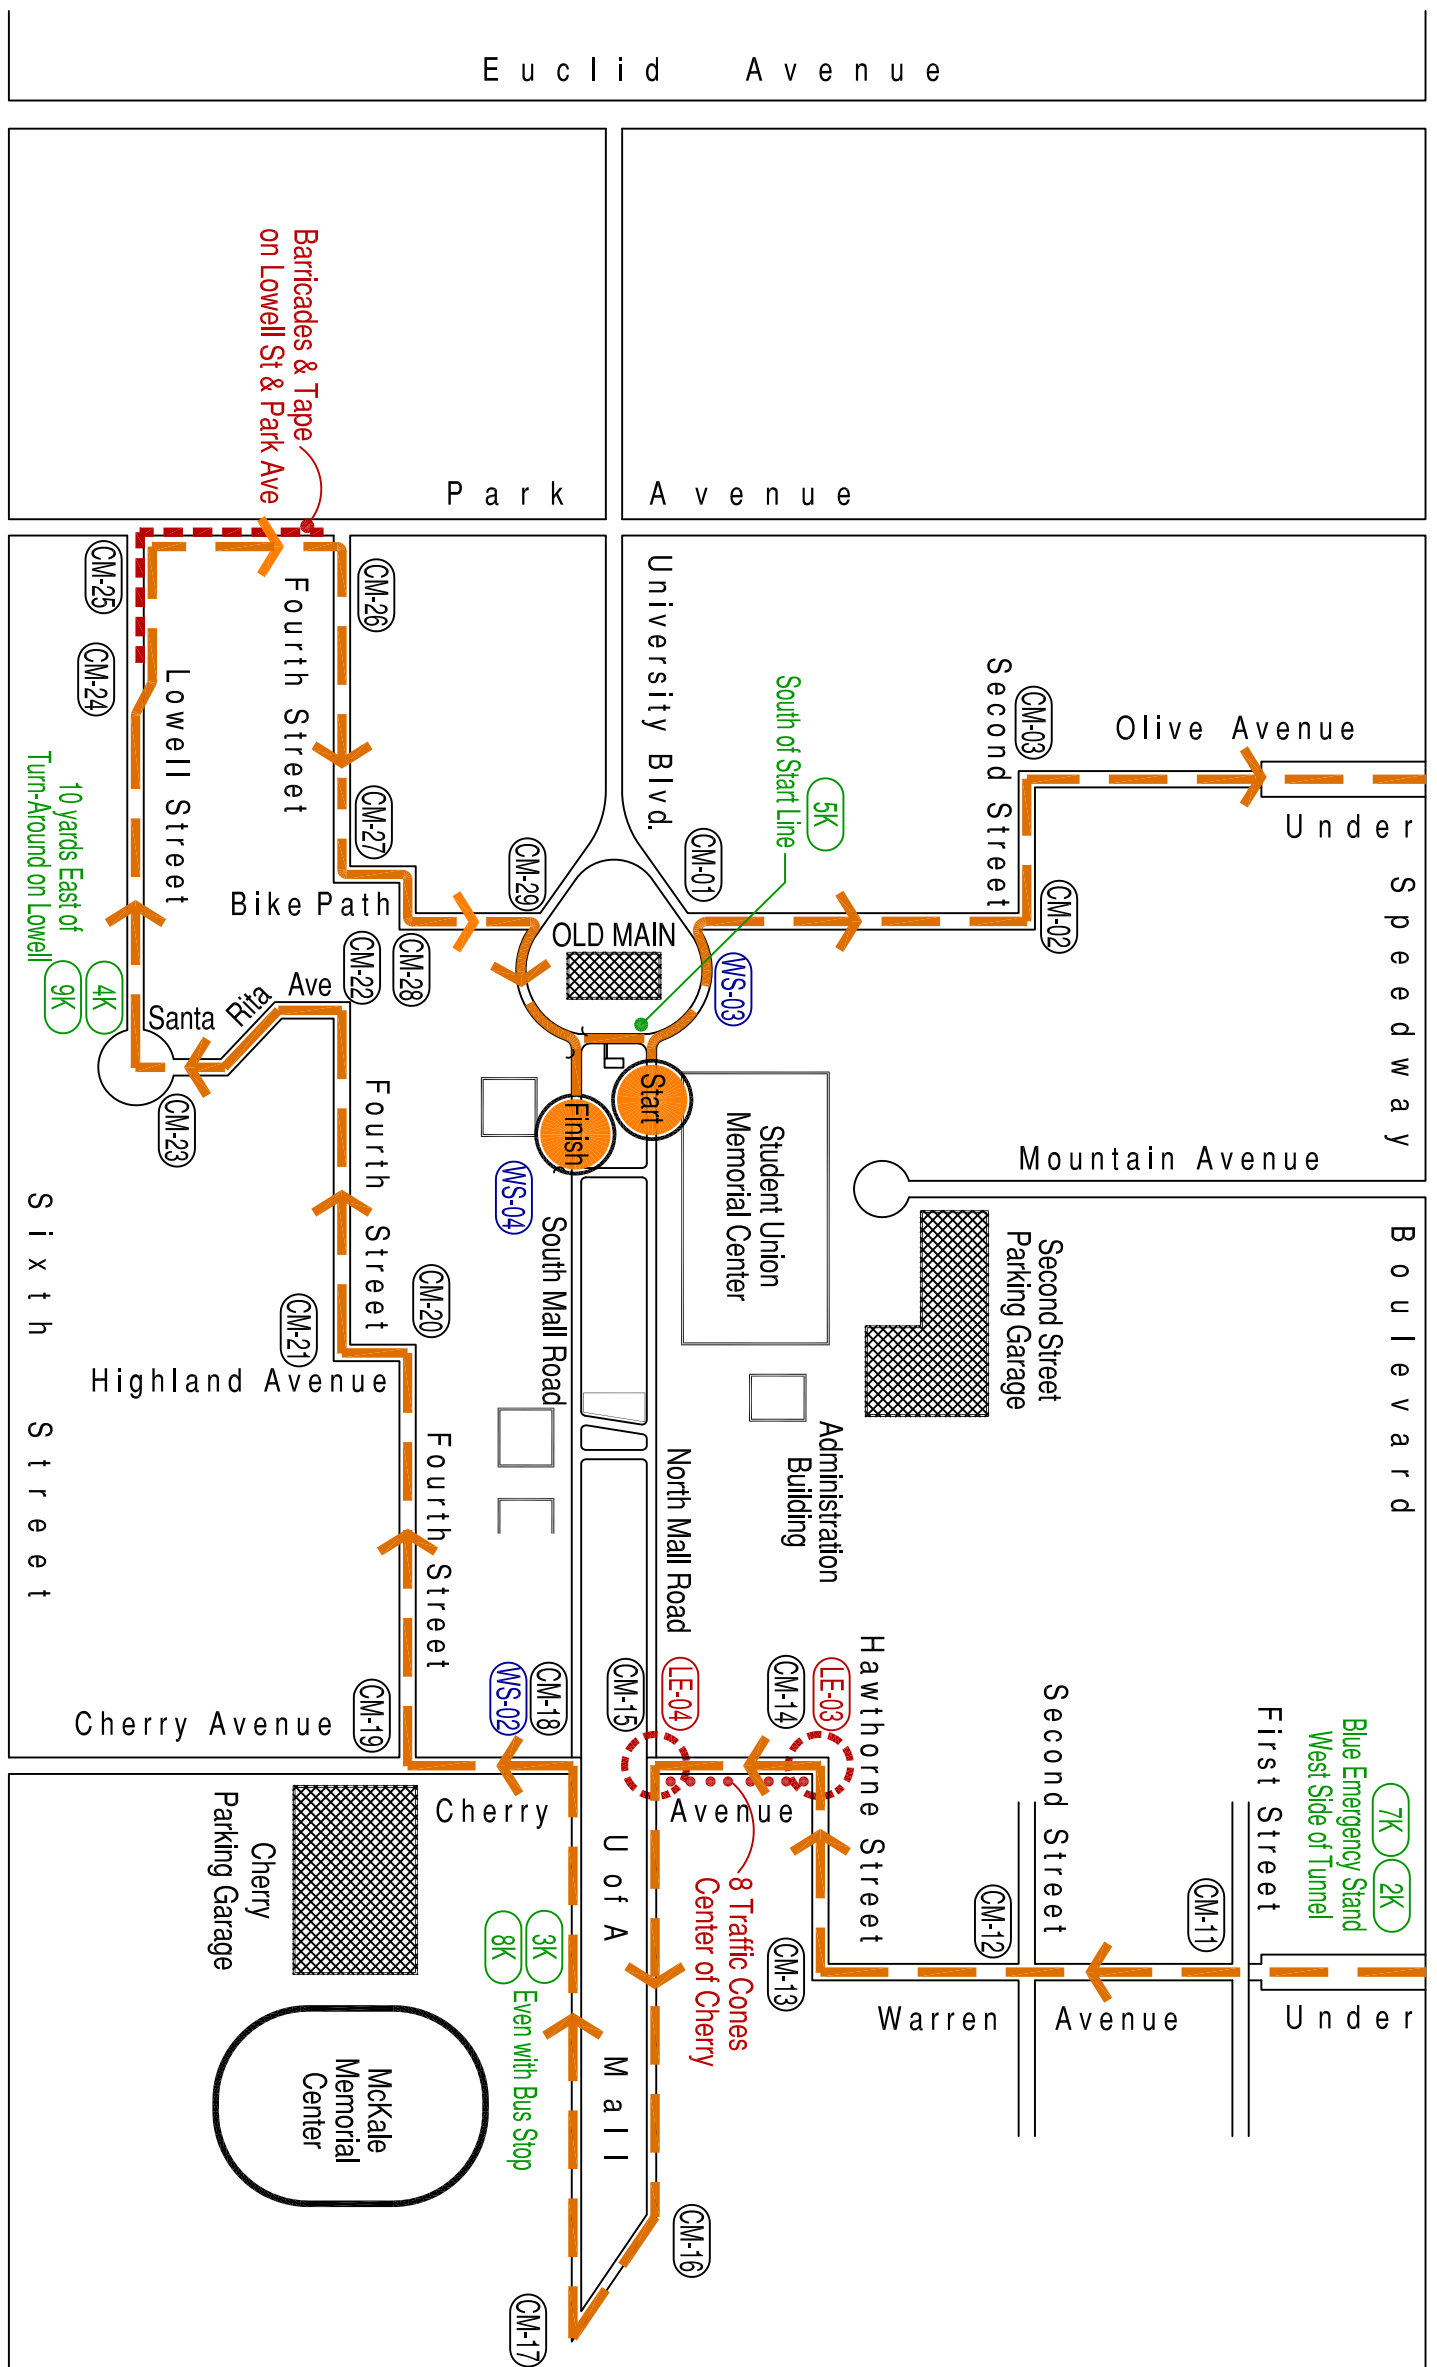 Euclid Avenue
Park Avenue
Barricades & Tape
on Lowell St & Park Ave
CM-25
CM-24
Lowell Street
Fourth Street
CM-26
CM-27
Bike Path
CM-28
CM-22
CM-29
University Blvd.
OLD MAIN
CM-01
WS-03
5K
South of Start Line
Second Street
CM-02
CM-03
Olive Avenue
Under
Speedway Boulevard
10 yards East of
Turn-Around on Lowell
4K
9K
Santa Rita Ave
CM-23
Fourth Street
Start
Finish
WS-04
Student Union
Memorial Center
Mountain Avenue
Second Street
Parking Garage
South Mall Road
North Mall Road
Administration
Building
CM-20
CM-21
Highland Avenue
Sixth Street
Fourth Street
CM-19
Cherry Avenue
CM-18
WS-02
CM-15
LE-04
CM-14
LE-03
Hawthorne Street
Second Street
First Street
7K
2K
Blue Emergency Stand
West Side of Tunnel
CM-11
CM-12
CM-13
Cherry Avenue
8 Traffic Cones
Center of Cherry
Warren Avenue
Under
U of A Mall
3K
8K
Even with Bus Stop
Cherry
Parking Garage
McKale
Memorial
Center
CM-16
CM-17